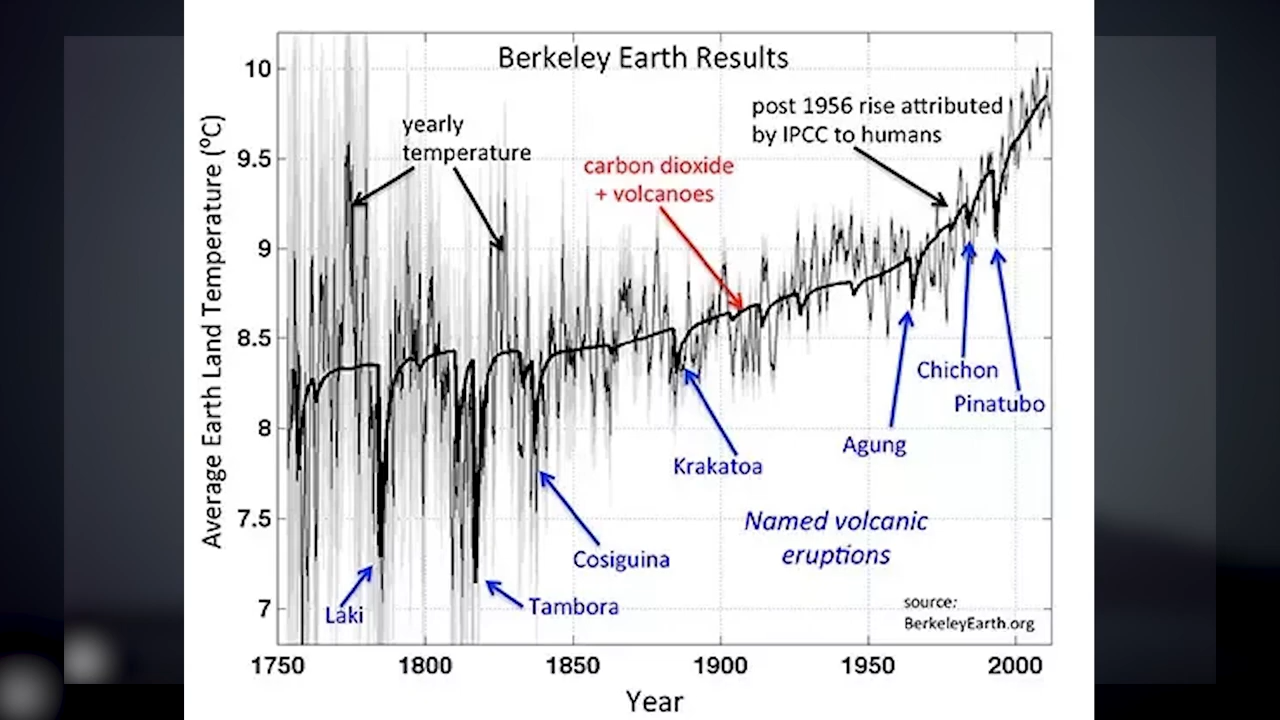 Berkeley Earth Results
Average Earth Land Temperature (°C)
10
9.5
9
8.5
8
7.5
7
yearly
temperature
carbon dioxide
+ volcanoes
post 1956 rise attributed
by IPCC to humans
Chichon
Pinatubo
Agung
Krakatoa
Named volcanic
eruptions
Cosiguina
Tambora
Laki
source:
BerkeleyEarth.org
1750
1800
1850
1900
1950
2000
Year